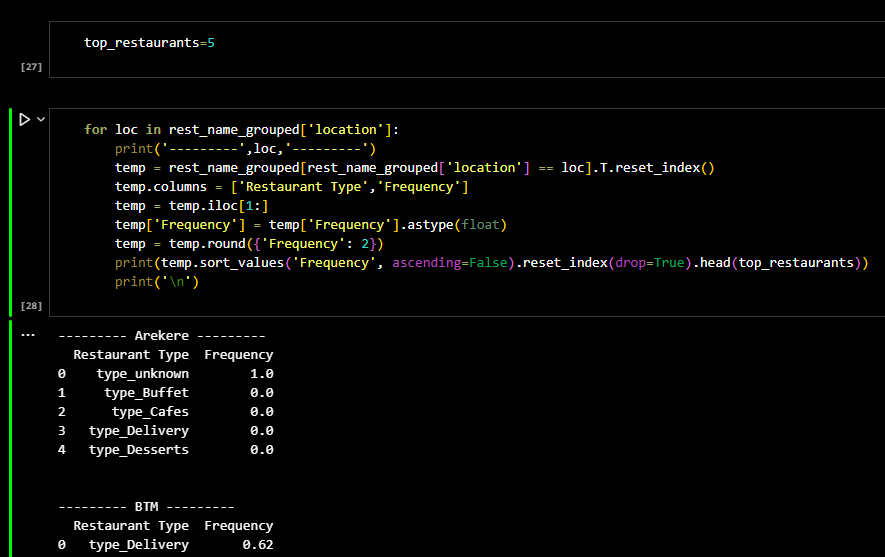 top_restaurants=5
[27]
for loc in rest_name_grouped['location']:
    print('---------',loc,'---------')
    temp = rest_name_grouped[rest_name_grouped['location'] == loc].T.reset_index()
    temp.columns = ['Restaurant Type','Frequency']
    temp = temp.iloc[1:]
    temp['Frequency'] = temp['Frequency'].astype(float)
    temp = temp.round({'Frequency': 2})
    print(temp.sort_values('Frequency', ascending=False).reset_index(drop=True).head(top_restaurants))
    print('\n')
[28]
...
--------- Arekere ---------
  Restaurant Type  Frequency
0    type_unknown        1.0
1     type_Buffet        0.0
2      type_Cafes        0.0
3   type_Delivery        0.0
4   type_Desserts        0.0
--------- BTM ---------
  Restaurant Type  Frequency
0   type_Delivery       0.62